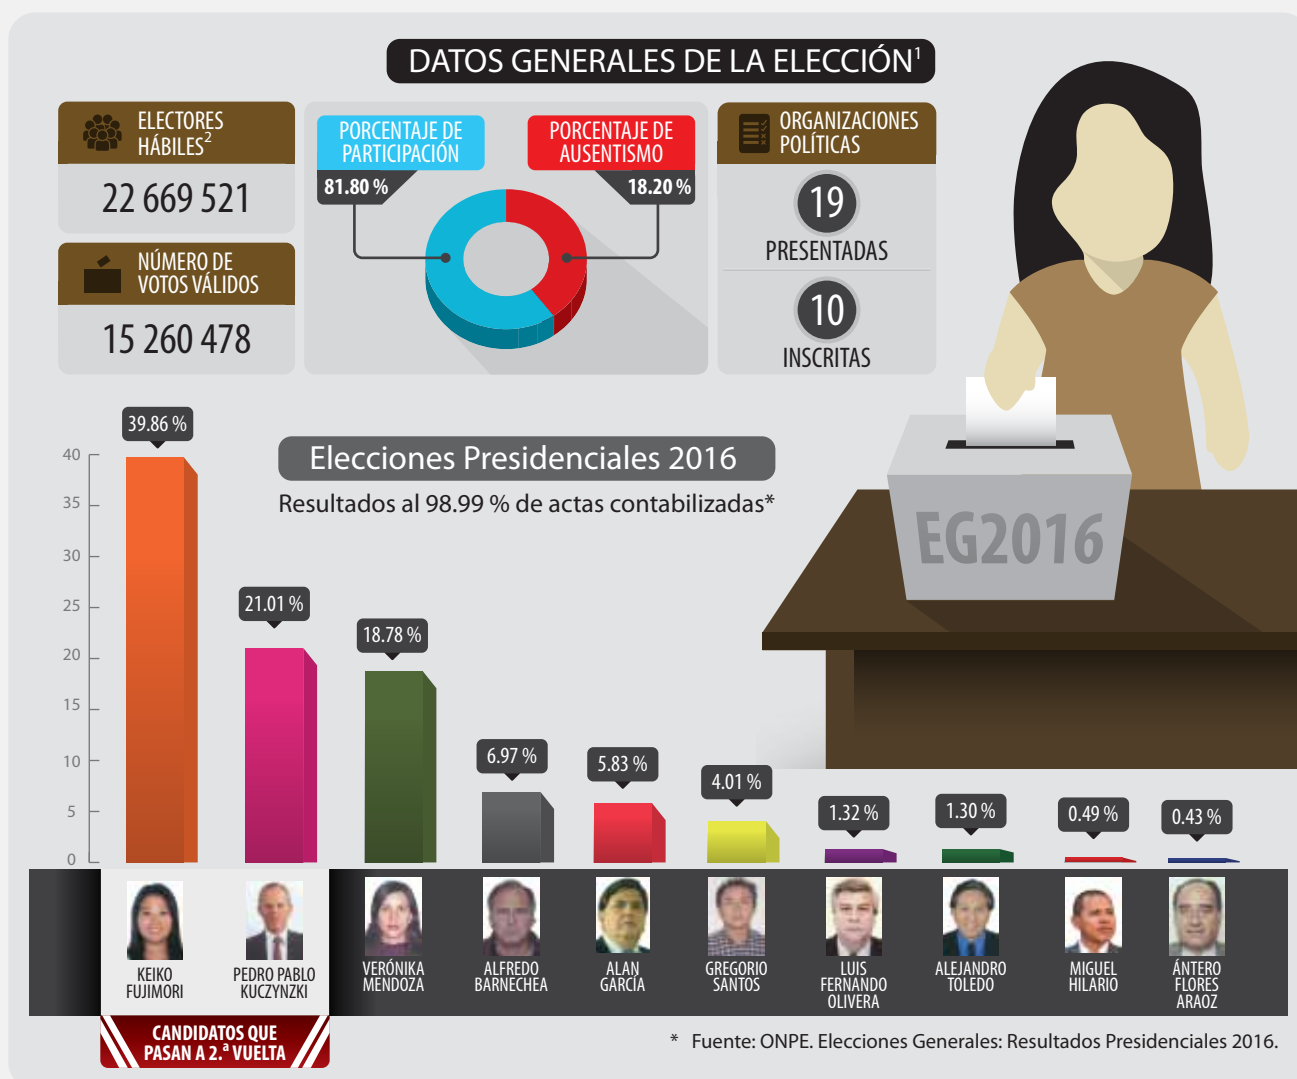 DATOS GENERALES DE LA ELECCIÓN¹
ELECTORES
HÁBILES²
22 669 521
NÚMERO DE
VOTOS VÁLIDOS
15 260 478
PORCENTAJE DE
PARTICIPACIÓN
81.80 %
PORCENTAJE DE
AUSENTISMO
18.20 %
ORGANIZACIONES
POLÍTICAS
19
PRESENTADAS
10
INSCRITAS
EG2016
Elecciones Presidenciales 2016
Resultados al 98.99 % de actas contabilizadas*
40
35
30
25
20
15
10
5
0
39.86 %
21.01 %
18.78 %
6.97 %
5.83 %
4.01 %
1.32 %
1.30 %
0.49 %
0.43 %
KEIKO
FUJIMORI
PEDRO PABLO
KUCZYNZKI
VERÓNIKA
MENDOZA
ALFREDO
BARNECHEA
ALAN
GARCÍA
GREGORIO
SANTOS
LUIS
FERNANDO
OLIVERA
ALEJANDRO
TOLEDO
MIGUEL
HILARIO
ÁNTERO
FLORES
ARAOZ
CANDIDATOS QUE
PASAN A 2.ª VUELTA
* Fuente: ONPE. Elecciones Generales: Resultados Presidenciales 2016.